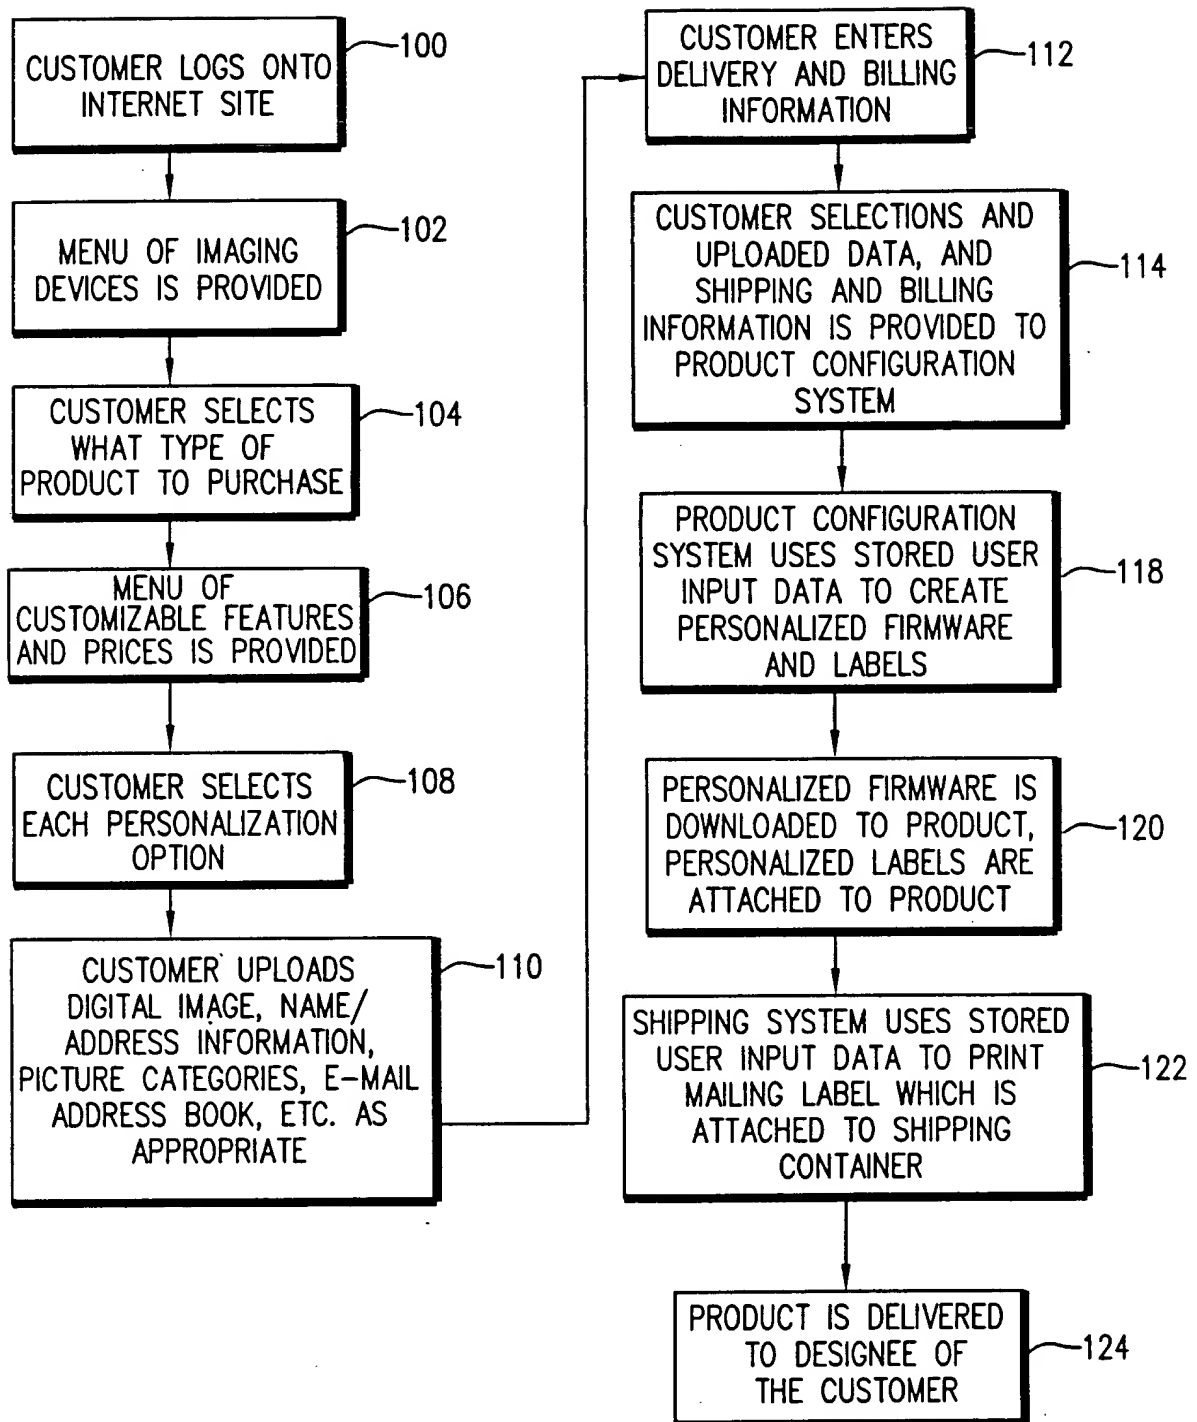 CUSTOMER LOGS ONTO
INTERNET SITE
100
MENU OF IMAGING
DEVICES IS PROVIDED
102
CUSTOMER SELECTS
WHAT TYPE OF
PRODUCT TO PURCHASE
104
MENU OF
CUSTOMIZABLE FEATURES
AND PRICES IS PROVIDED
106
CUSTOMER SELECTS
EACH PERSONALIZATION
OPTION
108
CUSTOMER UPLOADS
DIGITAL IMAGE, NAME/
ADDRESS INFORMATION,
PICTURE CATEGORIES, E-MAIL
ADDRESS BOOK, ETC. AS
APPROPRIATE
110
CUSTOMER ENTERS
DELIVERY AND BILLING
INFORMATION
112
CUSTOMER SELECTIONS AND
UPLOADED DATA, AND
SHIPPING AND BILLING
INFORMATION IS PROVIDED TO
PRODUCT CONFIGURATION
SYSTEM
114
PRODUCT CONFIGURATION
SYSTEM USES STORED USER
INPUT DATA TO CREATE
PERSONALIZED FIRMWARE
AND LABELS
118
PERSONALIZED FIRMWARE IS
DOWNLOADED TO PRODUCT,
PERSONALIZED LABELS ARE
ATTACHED TO PRODUCT
120
SHIPPING SYSTEM USES STORED
USER INPUT DATA TO PRINT
MAILING LABEL WHICH IS
ATTACHED TO SHIPPING
CONTAINER
122
PRODUCT IS DELIVERED
TO DESIGNEE OF
THE CUSTOMER
124